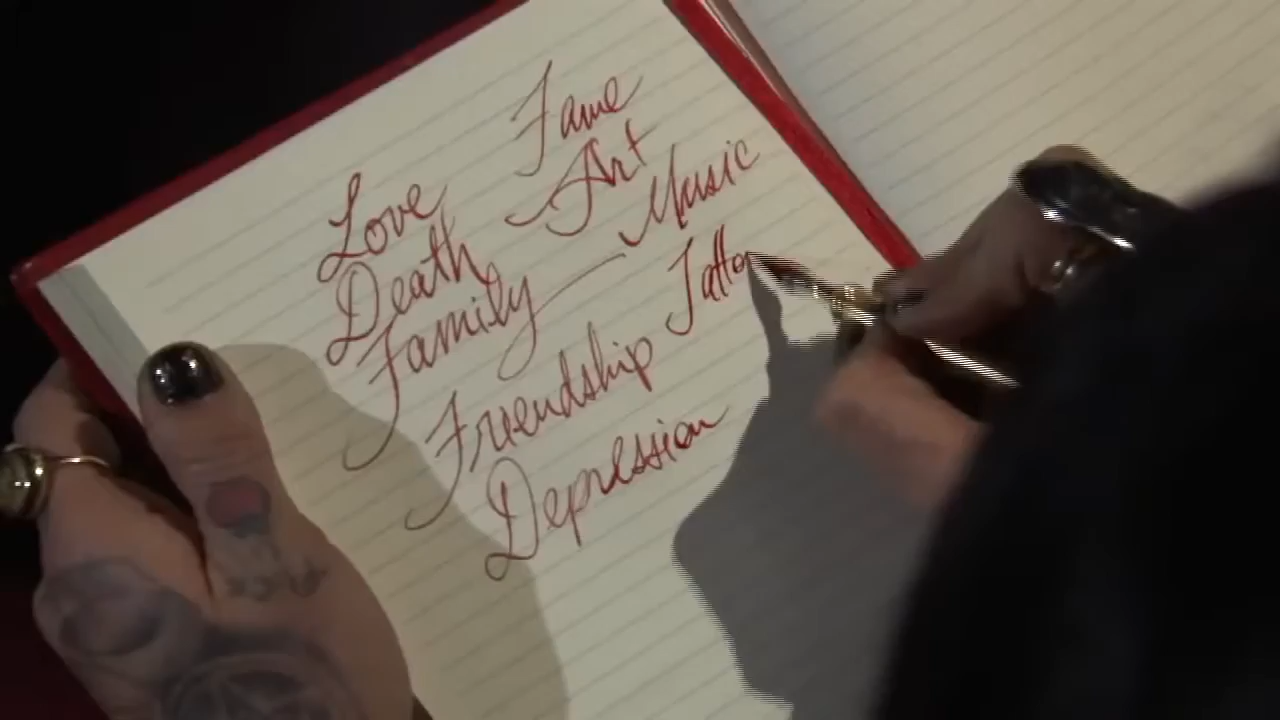 Love
Death
Family
Friendship
Depression
Fame
Art
Music
Tatto